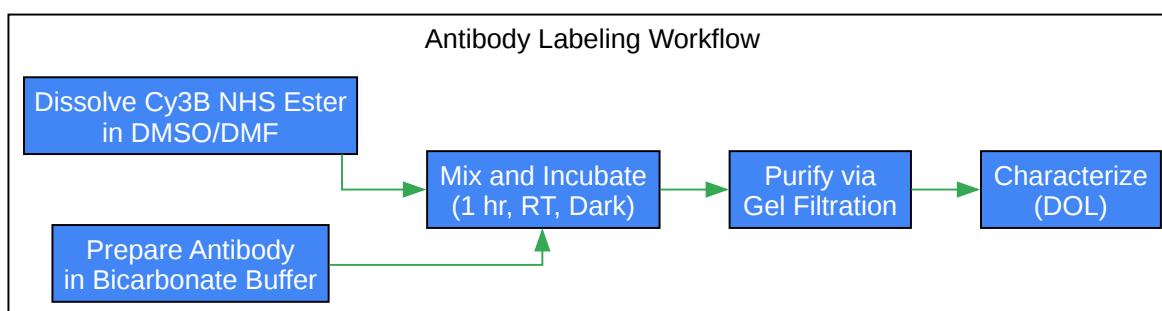 Antibody Labeling Workflow
Dissolve Cy3B NHS Ester
in DMSO/DMF
Prepare Antibody
in Bicarbonate Buffer
Mix and Incubate
(1 hr, RT, Dark)
Purify via
Gel Filtration
Characterize
(DOL)